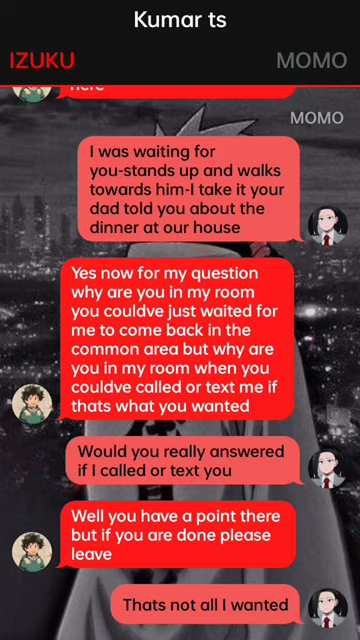 Kumar ts
IZUKU
MOMO
here
MOMO
I was waiting for
you-stands up and walks
towards him-I take it your
dad told you about the
dinner at our house
Yes now for my question
why are you in my room
you couldve just waited for
me to come back in the
common area but why are
you in my room when you
couldve called or text me if
thats what you wanted
Would you really answered
if I called or text you
Well you have a point there
but if you are done please
leave
Thats not all I wanted